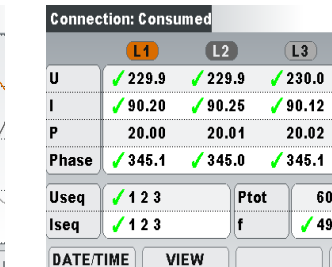 Connection: Consumed
L1 L2 L3
U ✓229.9 ✓229.9 ✓230.0
I ✓90.20 ✓90.25 ✓90.12
P 20.00 20.01 20.02
Phase ✓345.1 ✓345.0 ✓345.1
Useq ✓1 2 3 Ptot 60
Iseq ✓1 2 3 f ✓49
DATE/TIME VIEW